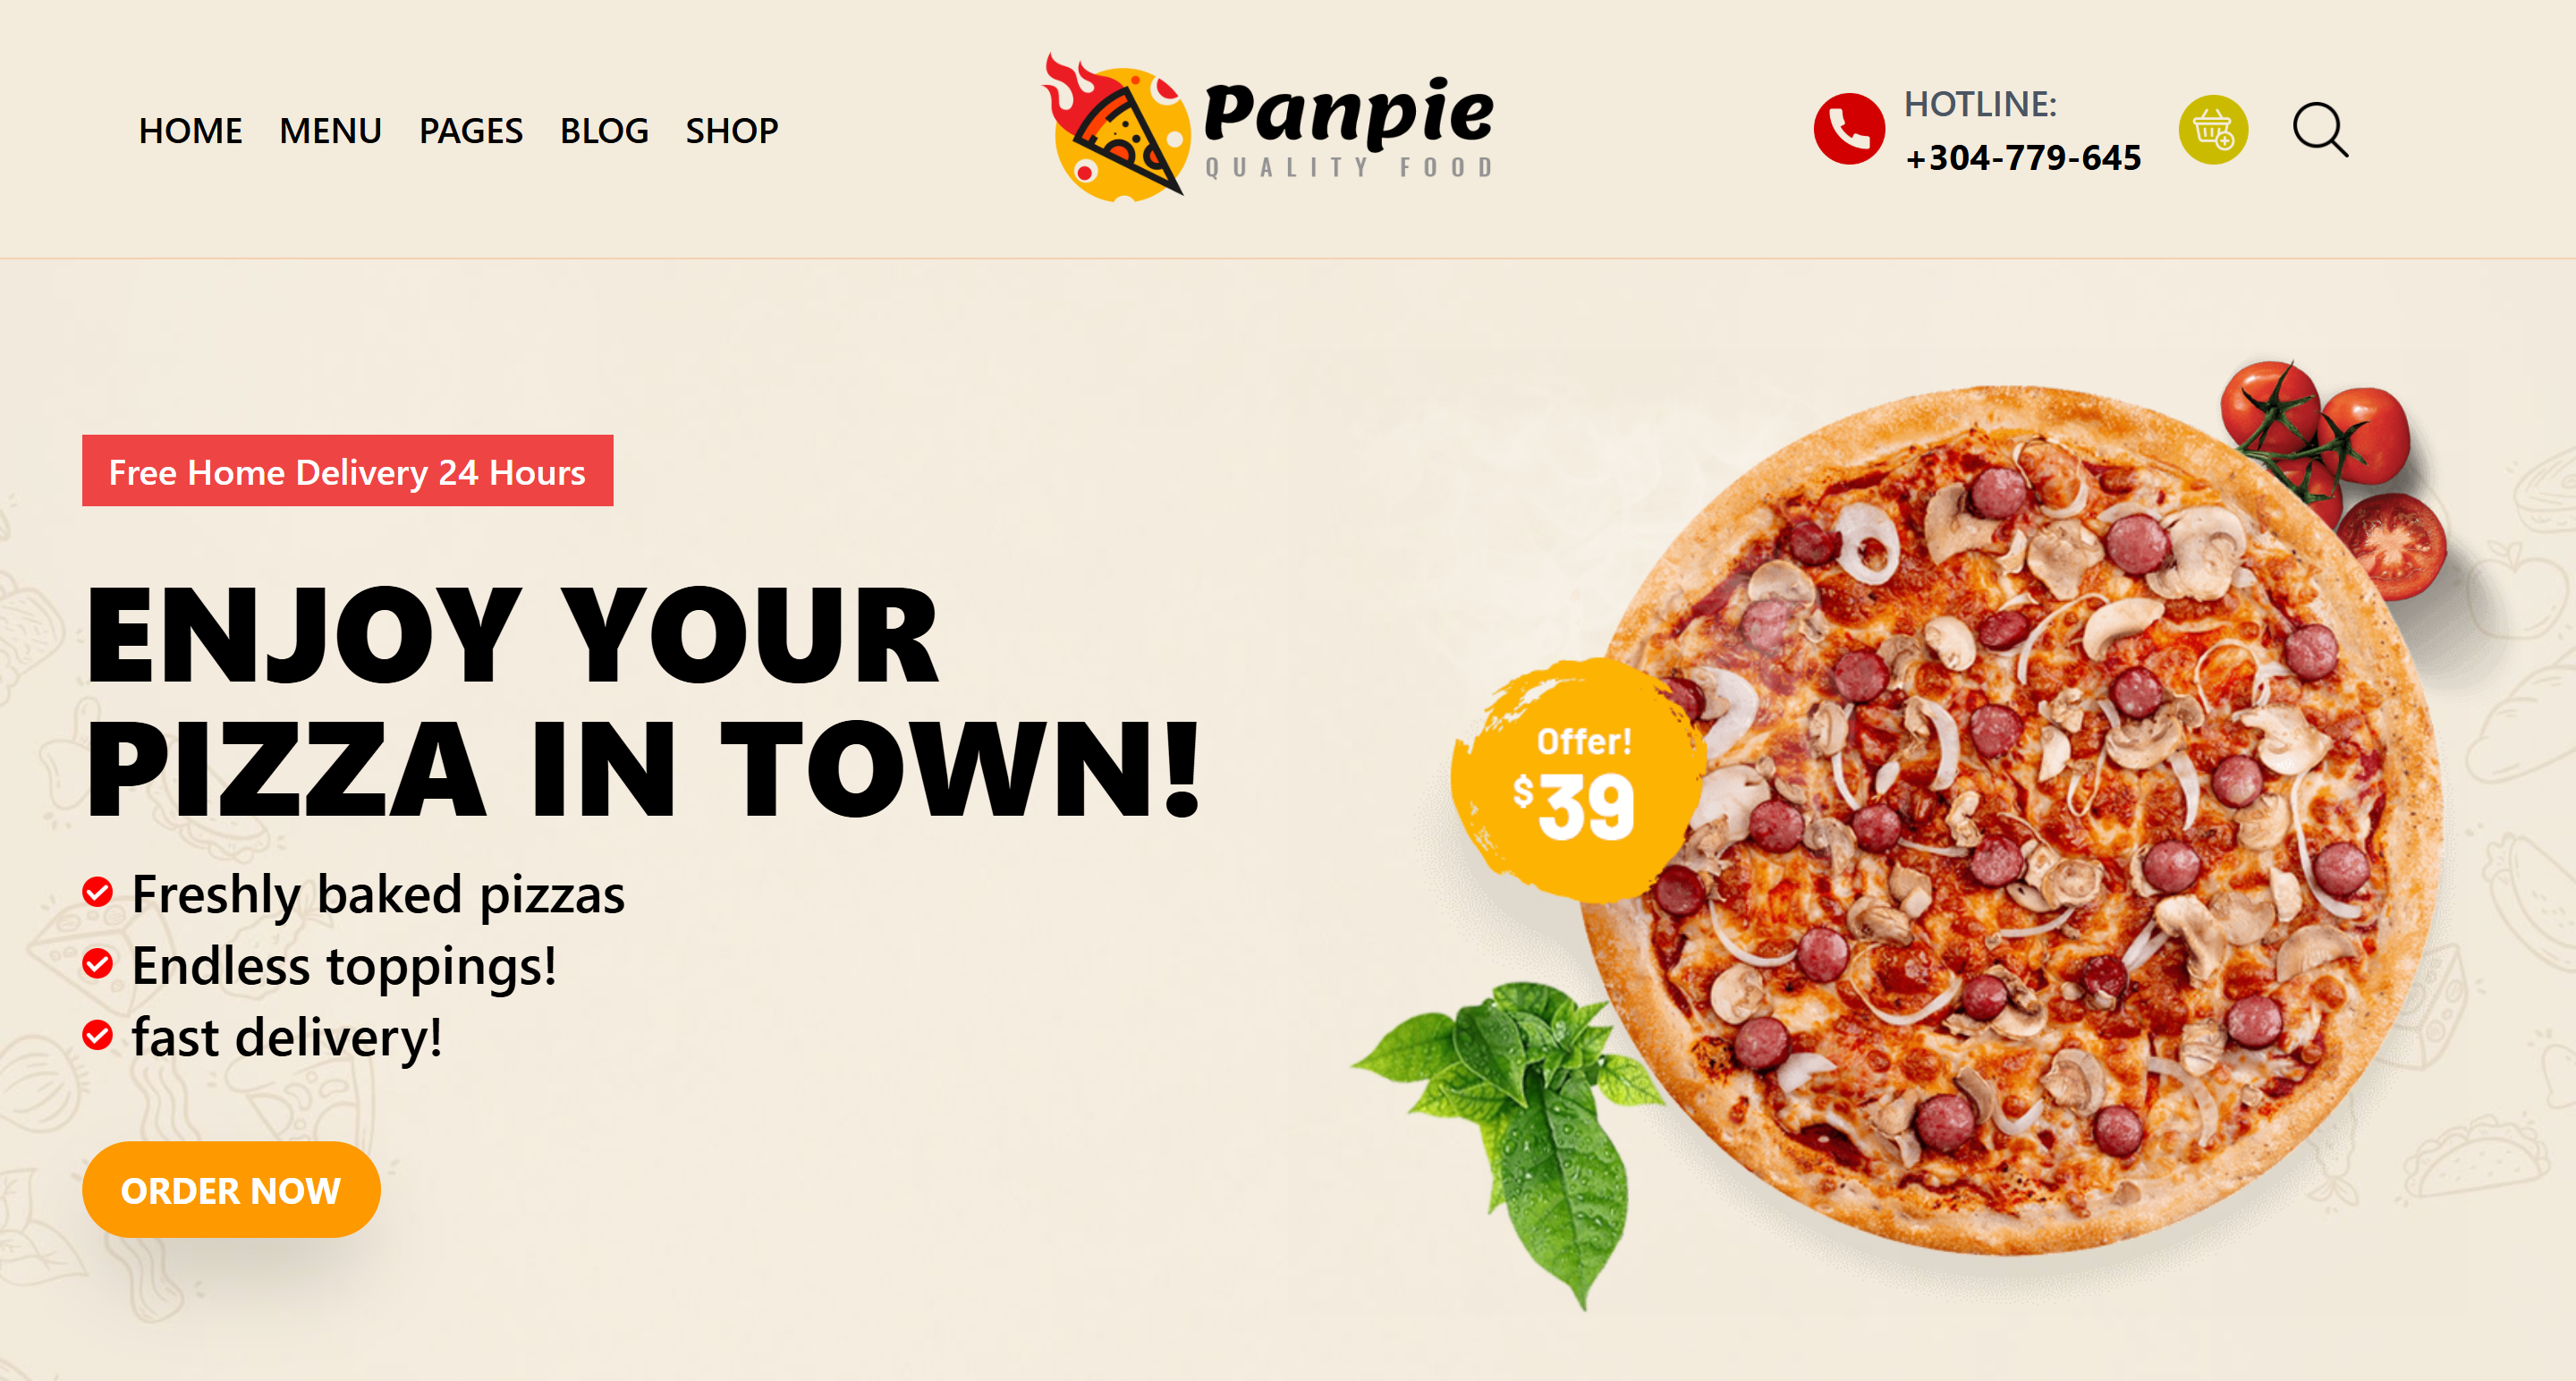 HOME MENU PAGES BLOG SHOP
Panpie
QUALITY FOOD
HOTLINE:
+304-779-645
Free Home Delivery 24 Hours
ENJOY YOUR
PIZZA IN TOWN!
Freshly baked pizzas
Endless toppings!
fast delivery!
ORDER NOW
Offer!
$39